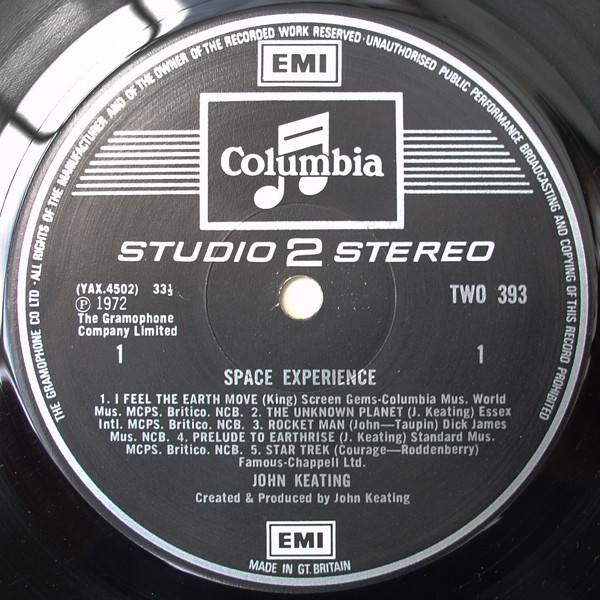 THE GRAMOPHONE CO LTD · ALL RIGHTS OF THE MANUFACTURER AND OF THE OWNER OF THE RECORDED WORK RESERVED · UNAUTHORISED PUBLIC PERFORMANCE BROADCASTING AND COPYING OF THIS RECORD PROHIBITED
EMI
Columbia
STUDIO 2 STEREO
(YAX.4502) 33⅓
Ⓟ 1972
The Gramophone
Company Limited
TWO 393
1 1
SPACE EXPERIENCE
1. I FEEL THE EARTH MOVE (King) Screen Gems-Columbia Mus. World
Mus. MCPS. Britico. NCB. 2. THE UNKNOWN PLANET (J. Keating) Essex
Intl. MCPS. Britico. NCB. 3. ROCKET MAN (John—Taupin) Dick James
Mus. NCB. 4. PRELUDE TO EARTHRISE (J. Keating) Standard Mus.
MCPS. Britico. NCB. 5. STAR TREK (Courage—Roddenberry)
Famous-Chappell Ltd.
JOHN KEATING
Created & Produced by John Keating
EMI
MADE IN GT. BRITAIN